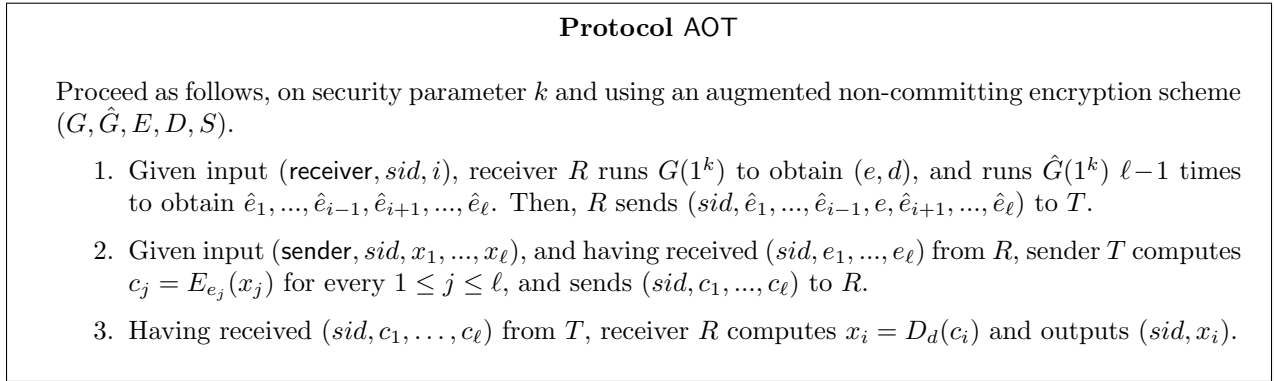 Protocol AOT
Proceed as follows, on security parameter k and using an augmented non-committing encryption scheme
(G, Ĝ, E, D, S).
1. Given input (receiver, sid, i), receiver R runs G(1^k) to obtain (e, d), and runs Ĝ(1^k) ℓ−1 times
to obtain ê_1, ..., ê_{i−1}, ê_{i+1}, ..., ê_ℓ. Then, R sends (sid, ê_1, ..., ê_{i−1}, e, ê_{i+1}, ..., ê_ℓ) to T.
2. Given input (sender, sid, x_1, ..., x_ℓ), and having received (sid, e_1, ..., e_ℓ) from R, sender T computes
c_j = E_{e_j}(x_j) for every 1 ≤ j ≤ ℓ, and sends (sid, c_1, ..., c_ℓ) to R.
3. Having received (sid, c_1, . . . , c_ℓ) from T, receiver R computes x_i = D_d(c_i) and outputs (sid, x_i).